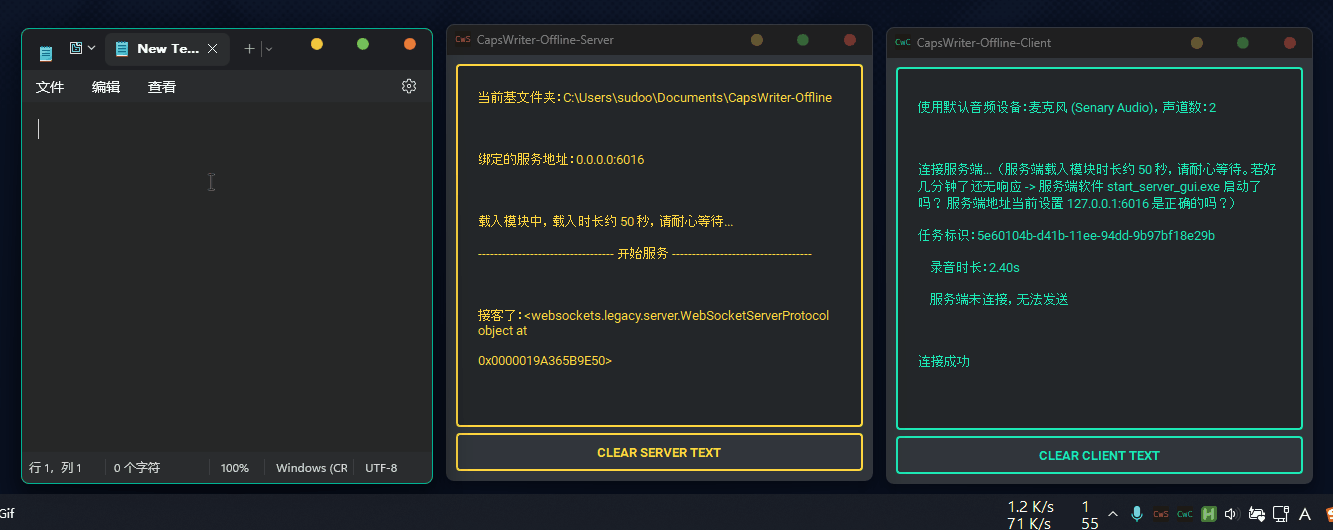 New Te...
文件 编辑 查看
行 1, 列 1 0 个字符 100% Windows (CR UTF-8
CwS CapsWriter-Offline-Server
当前基文件夹:C:\Users\sudoo\Documents\CapsWriter-Offline
绑定的服务地址:0.0.0.0:6016
载入模块中,载入时长约 50 秒,请耐心等待...
---------------------------------- 开始服务 -----------------------------------
接客了:<websockets.legacy.server.WebSocketServerProtocol
object at
0x0000019A365B9E50>
CLEAR SERVER TEXT
CwC CapsWriter-Offline-Client
使用默认音频设备:麦克风 (Senary Audio),声道数:2
连接服务端...(服务端载入模块时长约 50 秒,请耐心等待。若好
几分钟了还无响应 -> 服务端软件 start_server_gui.exe 启动了
吗?服务端地址当前设置 127.0.0.1:6016 是正确的吗?)
任务标识:5e60104b-d41b-11ee-94dd-9b97bf18e29b
录音时长:2.40s
服务端未连接,无法发送
连接成功
CLEAR CLIENT TEXT
Gif
1.2 K/s 1
71 K/s 55
CwS CwC H A